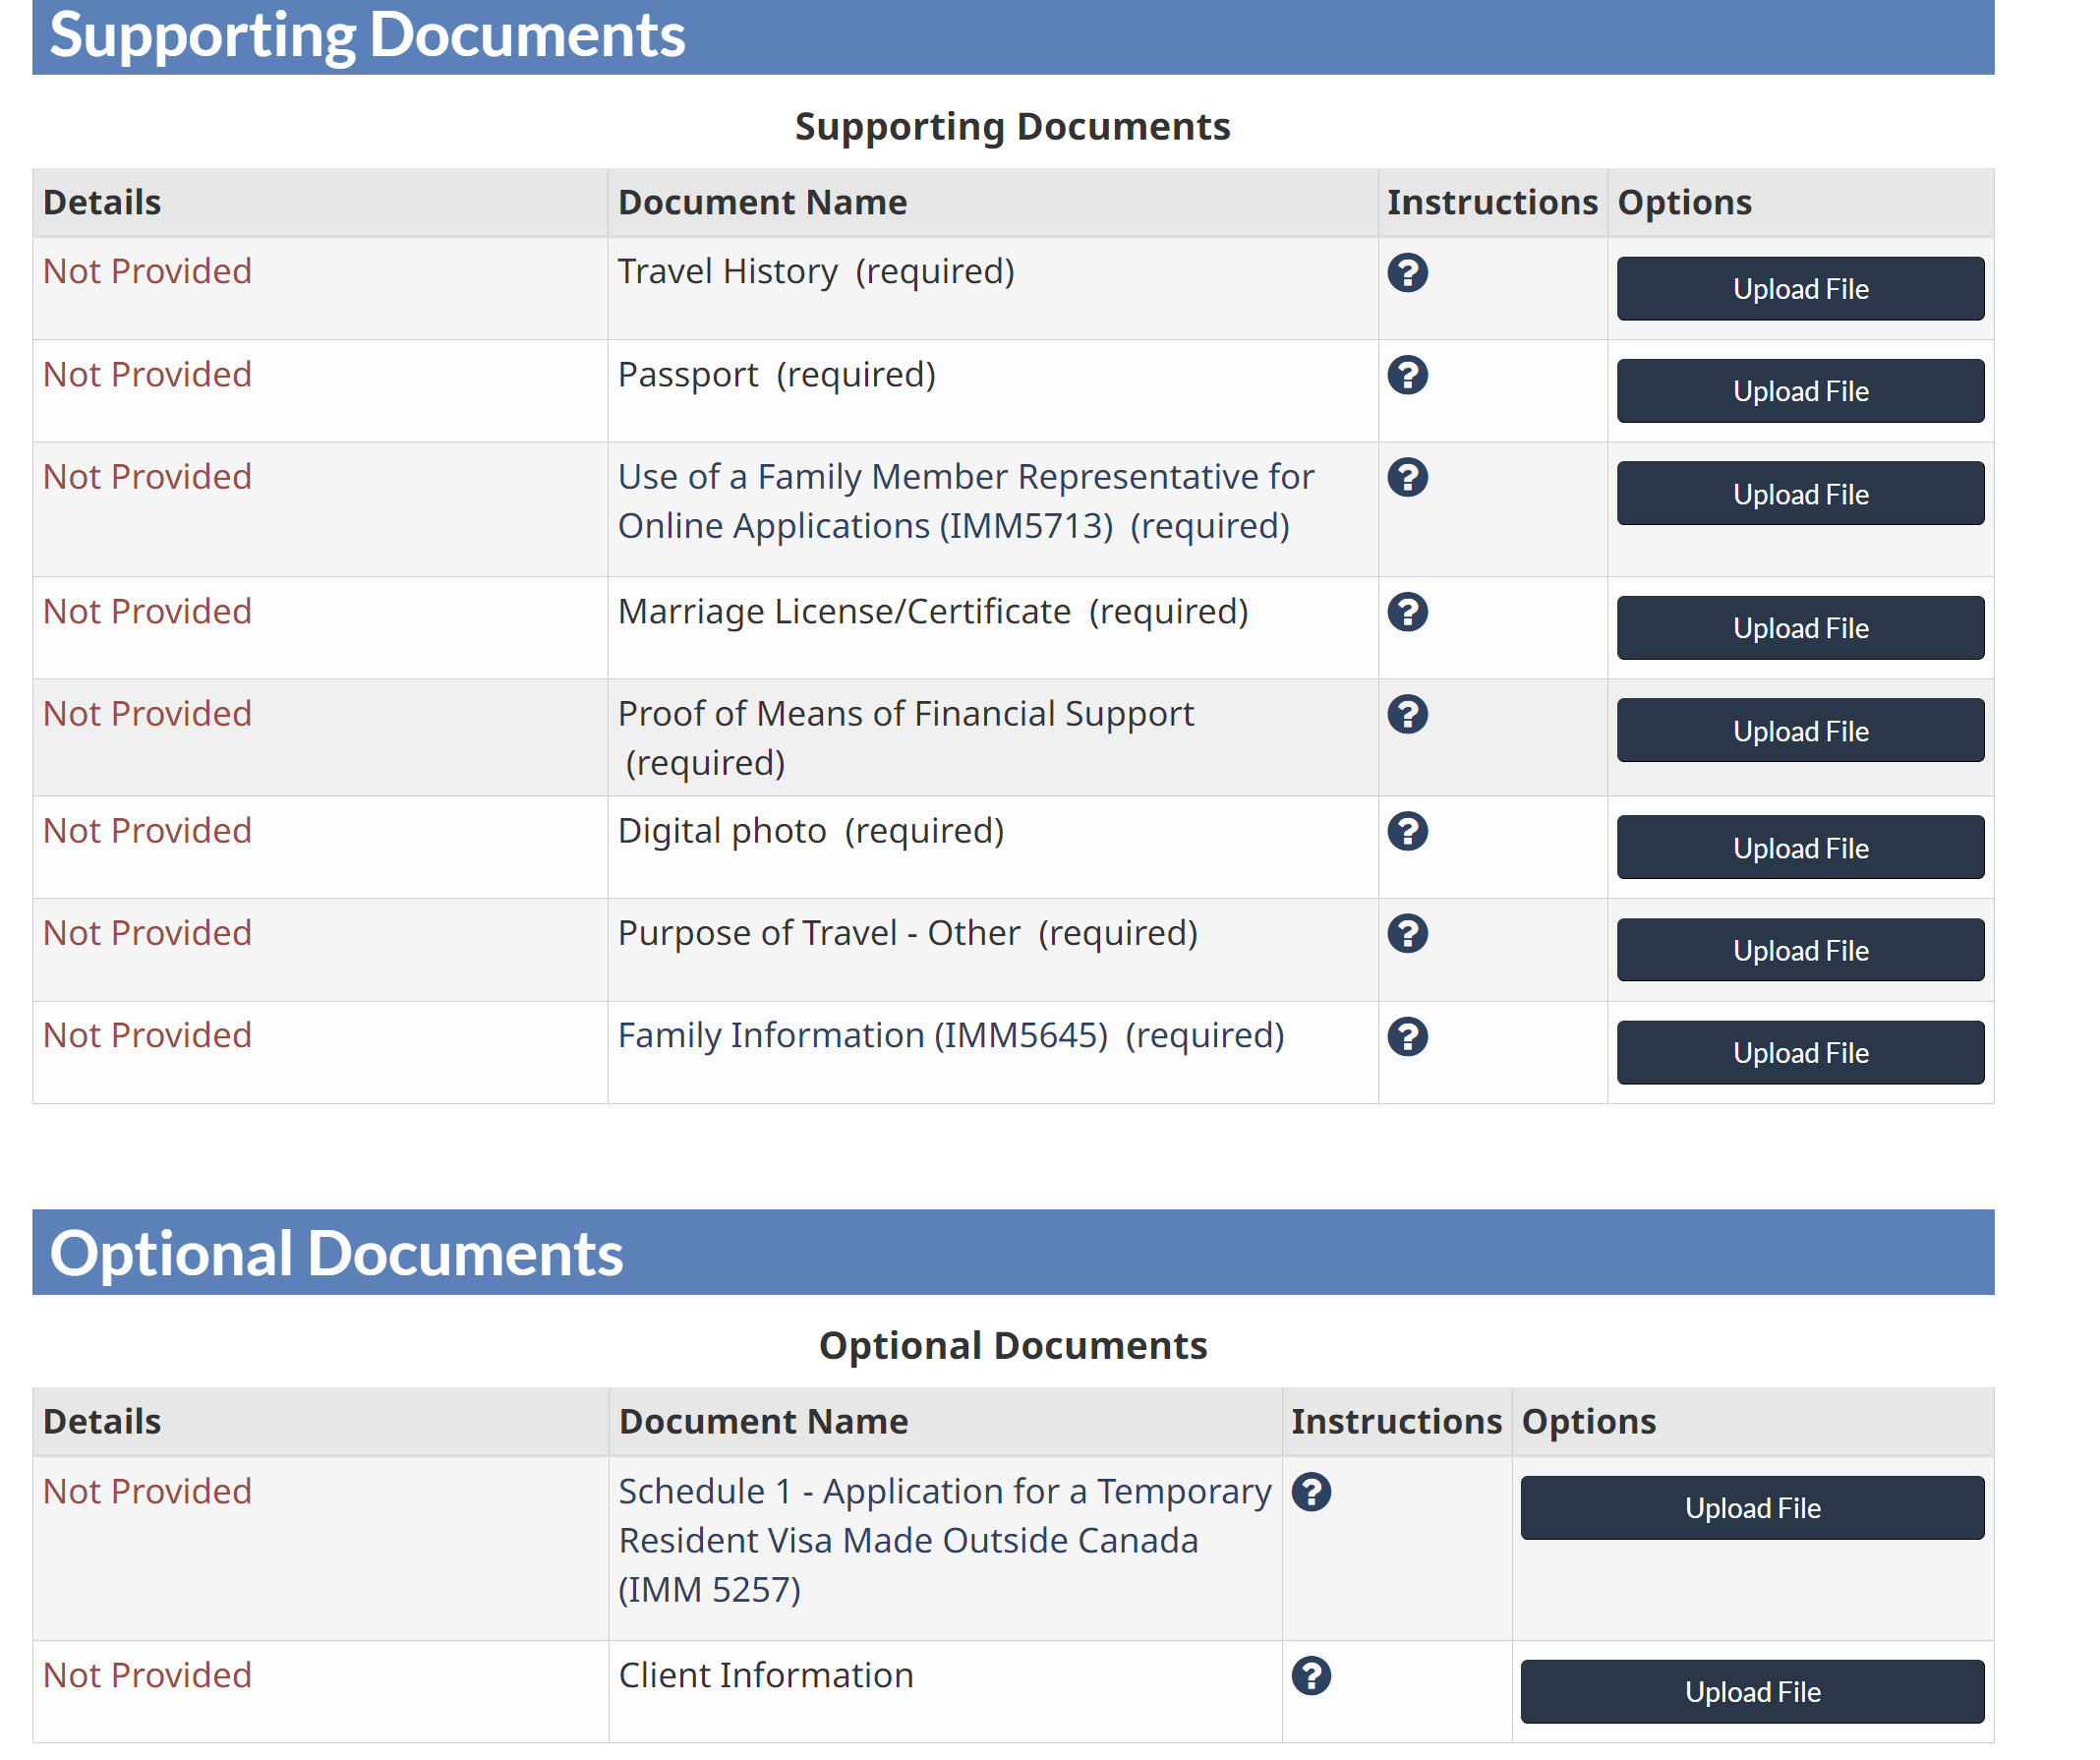 Supporting Documents
Supporting Documents
Details Document Name Instructions Options
Not Provided Travel History (required) ? Upload File
Not Provided Passport (required) ? Upload File
Not Provided Use of a Family Member Representative for ? Upload File
Online Applications (IMM5713) (required)
Not Provided Marriage License/Certificate (required) ? Upload File
Not Provided Proof of Means of Financial Support ? Upload File
(required)
Not Provided Digital photo (required) ? Upload File
Not Provided Purpose of Travel - Other (required) ? Upload File
Not Provided Family Information (IMM5645) (required) ? Upload File
Optional Documents
Optional Documents
Details Document Name Instructions Options
Not Provided Schedule 1 - Application for a Temporary ? Upload File
Resident Visa Made Outside Canada
(IMM 5257)
Not Provided Client Information ? Upload File